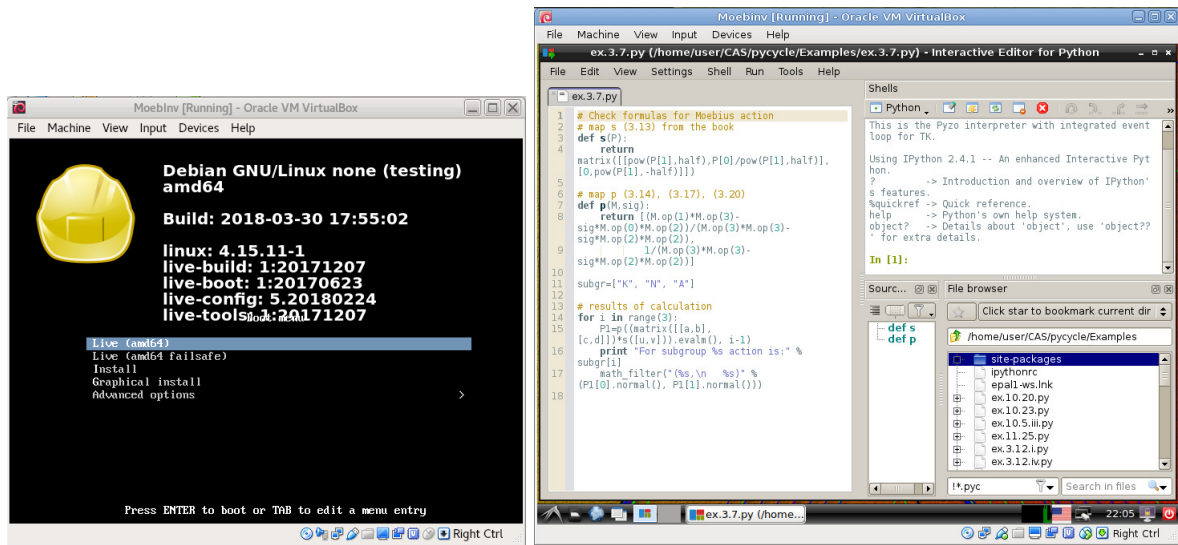 MoebInv [Running] - Oracle VM VirtualBox
File Machine View Input Devices Help
Debian GNU/Linux none (testing)
amd64
Build: 2018-03-30 17:55:02
linux: 4.15.11-1
live-build: 1:20171207
live-boot: 1:20170623
live-config: 5.20180224
live-tools: 1:20171207
Boot menu
Live (amd64)
Live (amd64 failsafe)
Install
Graphical install
Advanced options >
Press ENTER to boot or TAB to edit a menu entry
Right Ctrl
Moebinv [Running] - Oracle VM VirtualBox
File Machine View Input Devices Help
ex.3.7.py (/home/user/CAS/pycycle/Examples/ex.3.7.py) - Interactive Editor for Python
File Edit View Settings Shell Run Tools Help
ex.3.7.py
1 # Check formulas for Moebius action
2 # map s (3.13) from the book
3 def s(P):
4 return
matrix([[pow(P[1],half),P[0]/pow(P[1],half)],
[0,pow(P[1],-half)]])
5
6 # map p (3.14), (3.17), (3.20)
7 def p(M,sig):
8 return [(M.op(1)*M.op(3)-
sig*M.op(0)*M.op(2))/(M.op(3)*M.op(3)-
sig*M.op(2)*M.op(2)),
9 1/(M.op(3)*M.op(3)-
sig*M.op(2)*M.op(2))]
10
11 subgr=["K", "N", "A"]
12
13 # results of calculation
14 for i in range(3):
15 P1=p((matrix([[a,b],
[c,d]])*s([u,v])).evalm(), i-1)
16 print "For subgroup %s action is:" %
subgr[i]
17 math_filter("(%s,\n %s)" %
(P1[0].normal(), P1[1].normal()))
18
Shells
Python
»
This is the Pyzo interpreter with integrated event
loop for TK.
Using IPython 2.4.1 -- An enhanced Interactive Pyt
hon.
? -> Introduction and overview of IPython'
s features.
%quickref -> Quick reference.
help -> Python's own help system.
object? -> Details about 'object', use 'object??
' for extra details.
In [1]:
Sourc...
def s
def p
File browser
Click star to bookmark current dir
/home/user/CAS/pycycle/Examples
site-packages
ipythonrc
epal1-ws.lnk
ex.10.20.py
ex.10.23.py
ex.10.5.iii.py
ex.11.25.py
ex.3.12.i.py
ex.3.12.iv.py
!*.pyc
Search in files
ex.3.7.py (/home...
22:05
Right Ctrl